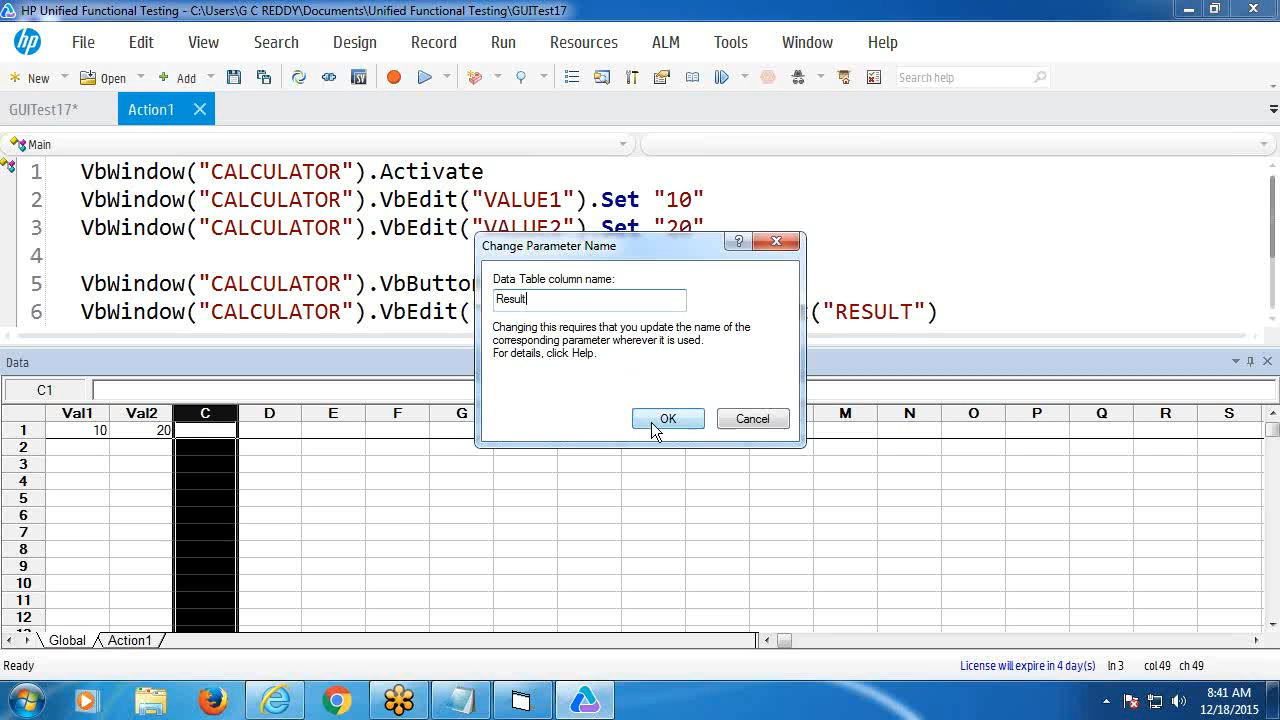 HP Unified Functional Testing - C:\Users\G C REDDY\Documents\Unified Functional Testing\GUITest17
hp File Edit View Search Design Record Run Resources ALM Tools Window Help
New Open Add Search help
GUITest17* Action1
Main
1 VbWindow("CALCULATOR").Activate
2 VbWindow("CALCULATOR").VbEdit("VALUE1").Set "10"
3 VbWindow("CALCULATOR").VbEdit("VALUE2").Set "20"
4
5 VbWindow("CALCULATOR").VbButton
6 VbWindow("CALCULATOR").VbEdit( ("RESULT")
Change Parameter Name
Data Table column name:
Result
Changing this requires that you update the name of the
corresponding parameter wherever it is used.
For details, click Help.
OK Cancel
Data
C1
Val1 Val2 C D E F G M N O P Q R S
1 10 20
2
3
4
5
6
7
8
9
10
11
12
Global Action1
Ready License will expire in 4 day(s) ln 3 col 49 ch 49
8:41 AM
12/18/2015